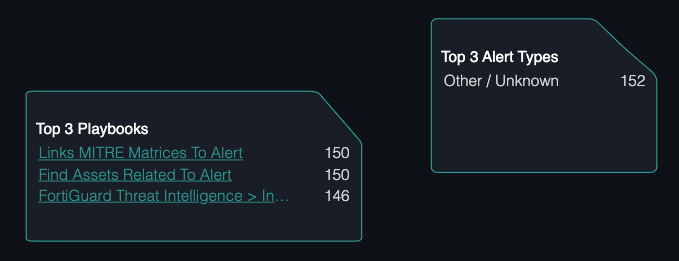 Top 3 Alert Types
Other / Unknown 152
Top 3 Playbooks
Links MITRE Matrices To Alert 150
Find Assets Related To Alert 150
FortiGuard Threat Intelligence > In… 146